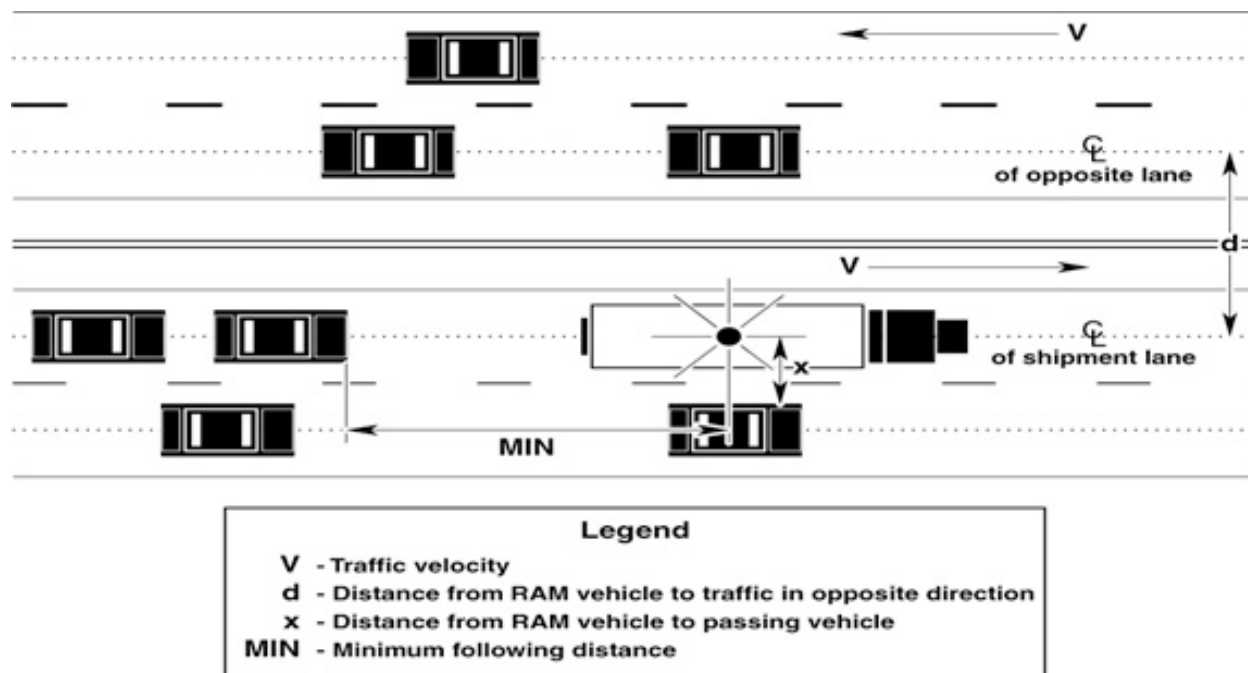 V
℄
of opposite lane
d
V
℄
of shipment lane
x
MIN
Legend
V - Traffic velocity
d - Distance from RAM vehicle to traffic in opposite direction
x - Distance from RAM vehicle to passing vehicle
MIN - Minimum following distance